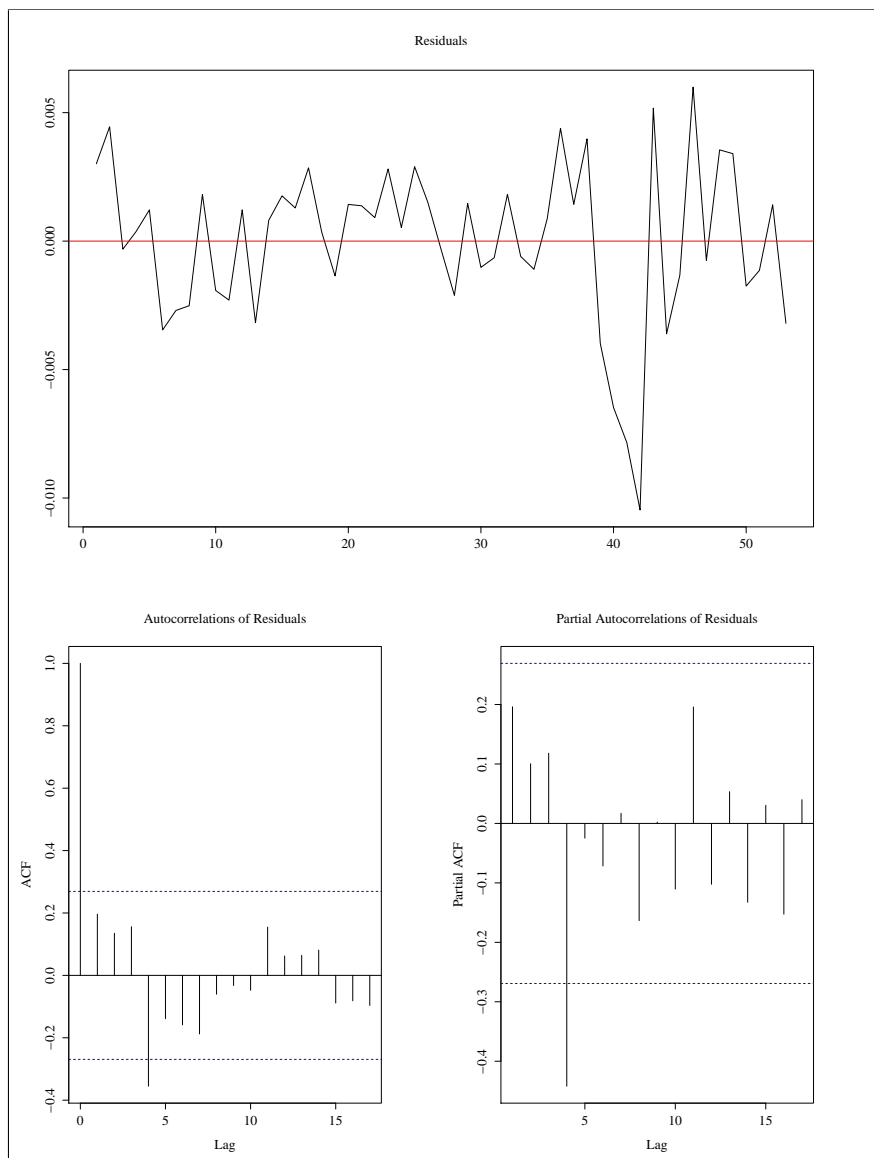 Residuals
0.005
0.000
−0.005
−0.010
0 10 20 30 40 50
Autocorrelations of Residuals
1.0
0.8
0.6
0.4
0.2
0.0
−0.2
−0.4
ACF
0 5 10 15
Lag
Partial Autocorrelations of Residuals
0.2
0.1
0.0
−0.1
−0.2
−0.3
−0.4
Partial ACF
5 10 15
Lag